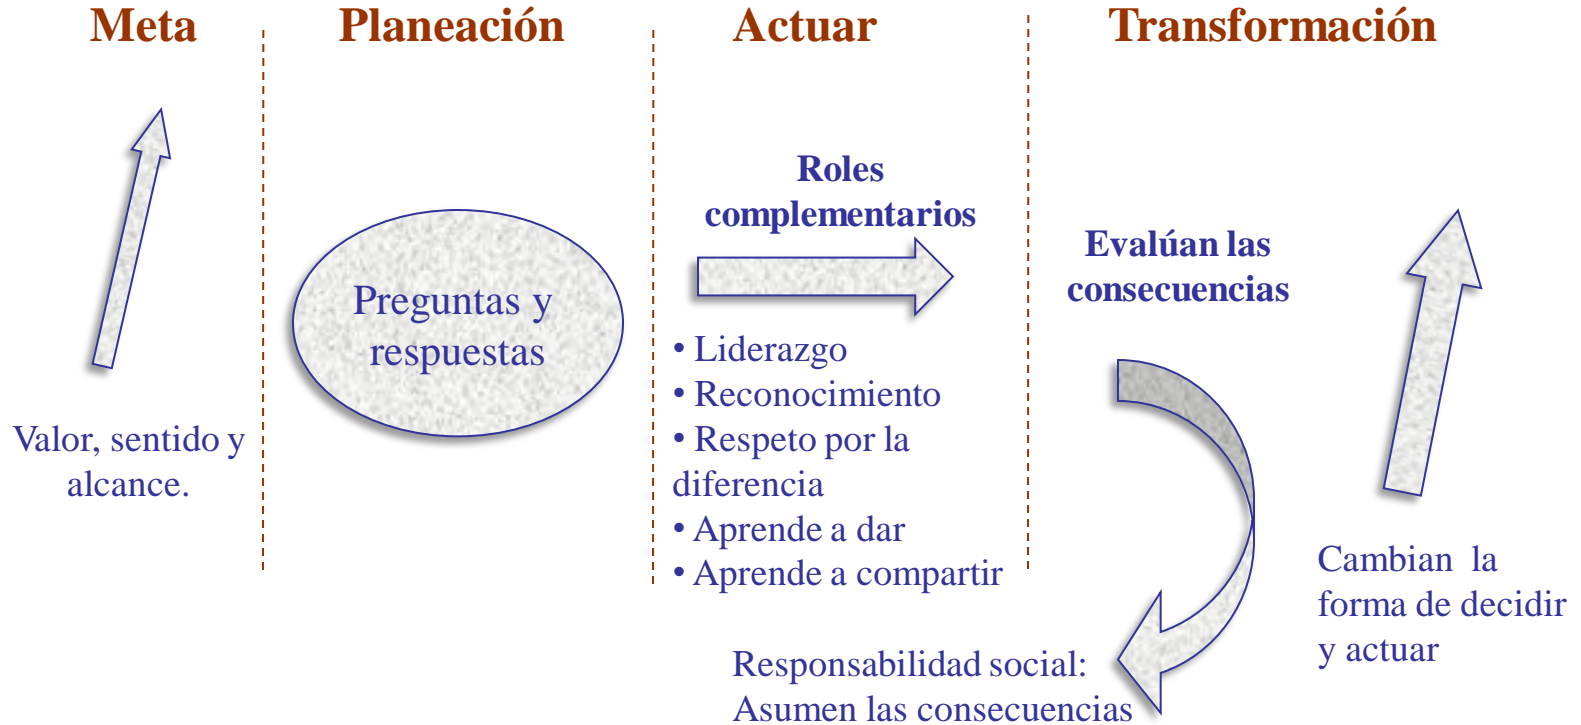 Meta
Planeación
Actuar
Transformación
Valor, sentido y
alcance.
Preguntas y
respuestas
Roles
complementarios
• Liderazgo
• Reconocimiento
• Respeto por la
diferencia
• Aprende a dar
• Aprende a compartir
Evalúan las
consecuencias
Responsabilidad social:
Asumen las consecuencias
Cambian la
forma de decidir
y actuar